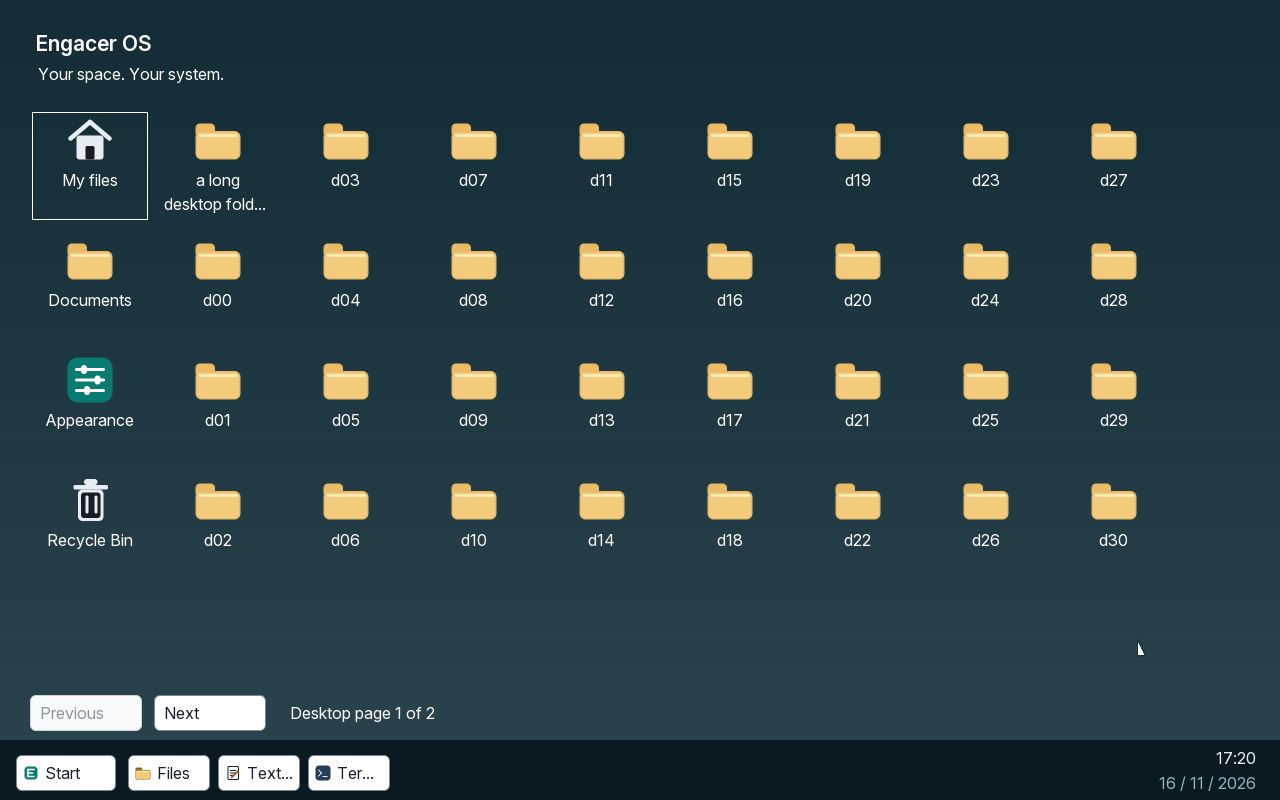 Engacer OS
Your space. Your system.
My files
a long
desktop fold...
d03
d07
d11
d15
d19
d23
d27
Documents
d00
d04
d08
d12
d16
d20
d24
d28
Appearance
d01
d05
d09
d13
d17
d21
d25
d29
Recycle Bin
d02
d06
d10
d14
d18
d22
d26
d30
Previous
Next
Desktop page 1 of 2
Start
Files
Text...
Ter...
17:20
16 / 11 / 2026